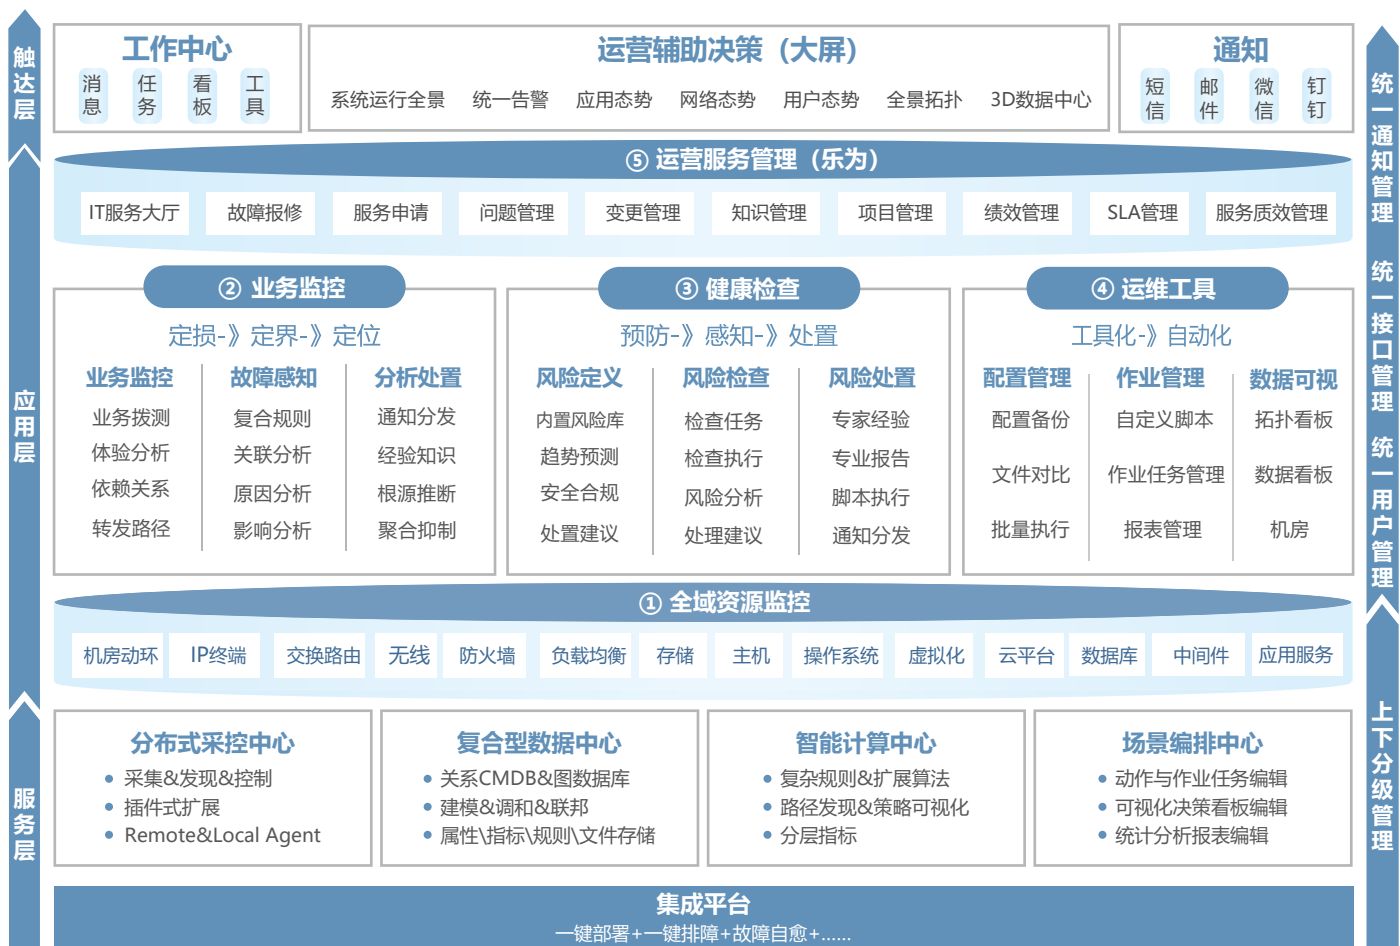 触达层
工作中心
消息 任务 看板 工具
运营辅助决策（大屏）
系统运行全景 统一告警 应用态势 网络态势 用户态势 全景拓扑 3D数据中心
通知
短信 邮件 微信 钉钉
应用层
⑤ 运营服务管理（乐为）
IT服务大厅 故障报修 服务申请 问题管理 变更管理 知识管理 项目管理 绩效管理 SLA管理 服务质效管理
② 业务监控
定损-》定界-》定位
业务监控 故障感知 分析处置
业务拨测 复合规则 通知分发
体验分析 关联分析 经验知识
依赖关系 原因分析 根源推断
转发路径 影响分析 聚合抑制
③ 健康检查
预防-》感知-》处置
风险定义 风险检查 风险处置
内置风险库 检查任务 专家经验
趋势预测 检查执行 专业报告
安全合规 风险分析 脚本执行
处置建议 处理建议 通知分发
④ 运维工具
工具化-》自动化
配置管理 作业管理 数据可视
配置备份 自定义脚本 拓扑看板
文件对比 作业任务管理 数据看板
批量执行 报表管理 机房
① 全域资源监控
机房动环 IP终端 交换路由 无线 防火墙 负载均衡 存储 主机 操作系统 虚拟化 云平台 数据库 中间件 应用服务
服务层
分布式采控中心
• 采集&发现&控制
• 插件式扩展
• Remote&Local Agent
复合型数据中心
• 关系CMDB&图数据库
• 建模&调和&联邦
• 属性\指标\规则\文件存储
智能计算中心
• 复杂规则&扩展算法
• 路径发现&策略可视化
• 分层指标
场景编排中心
• 动作与作业任务编辑
• 可视化决策看板编辑
• 统计分析报表编辑
集成平台
一键部署+一键排障+故障自愈+......
统一通知管理
统一接口管理
统一用户管理
上下分级管理